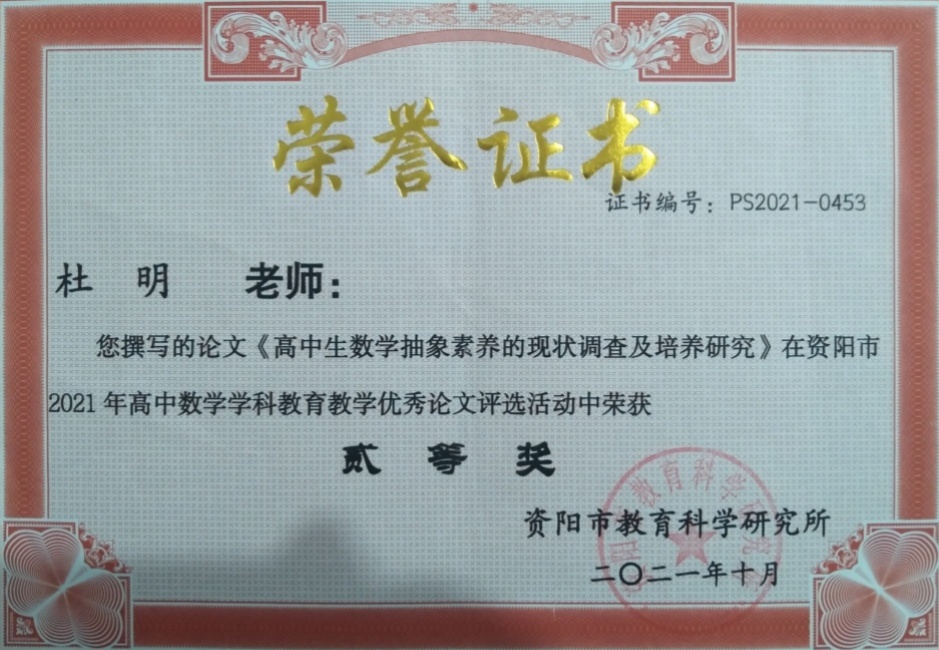 荣誉证书
证书编号：PS2021-0453
杜 明 老师：
您撰写的论文《高中生数学抽象素养的现状调查及培养研究》在资阳市
2021年高中数学学科教育教学优秀论文评选活动中荣获
贰等奖
资阳市教育科学研究所
二〇二一年十月